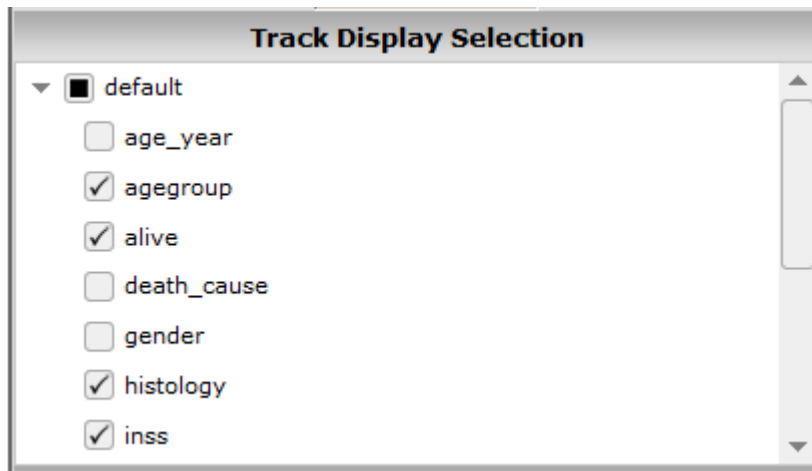 Track Display Selection
default
age_year
agegroup
alive
death_cause
gender
histology
inss